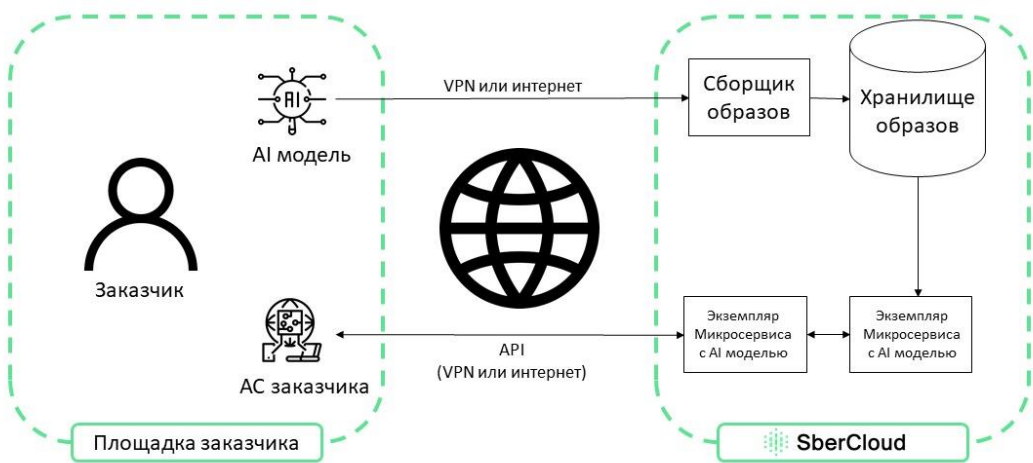 AI
AI модель
Заказчик
АС заказчика
Площадка заказчика
VPN или интернет
API
(VPN или интернет)
Сборщик
образов
Хранилище
образов
Экземпляр
Микросервиса
с AI моделью
Экземпляр
Микросервиса
с AI моделью
SberCloud